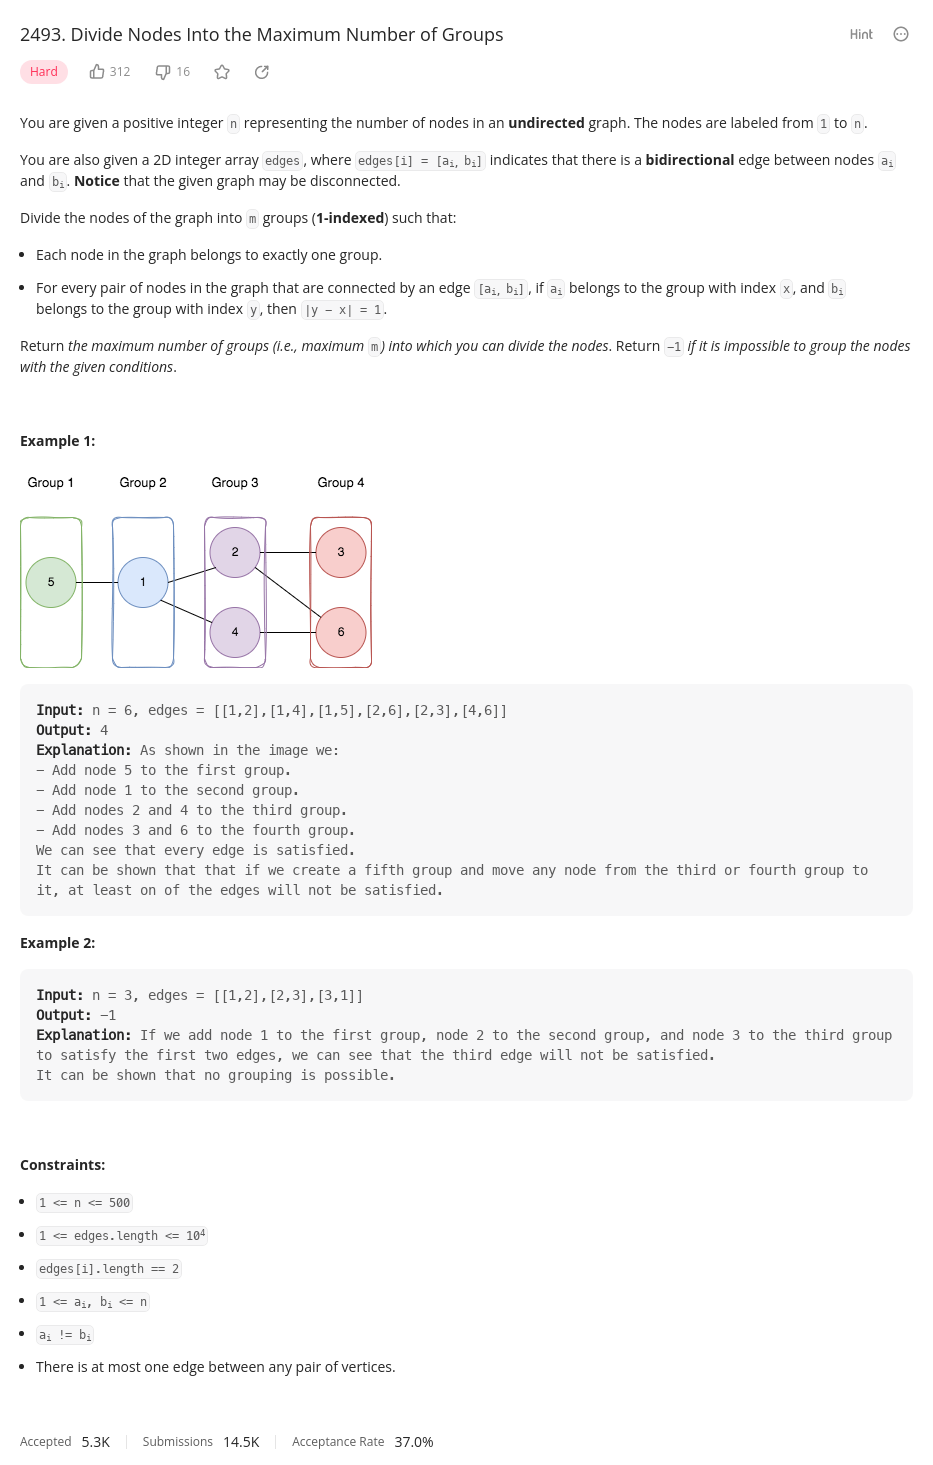 2493. Divide Nodes Into the Maximum Number of Groups
Hint
Hard 312 16
You are given a positive integer n representing the number of nodes in an undirected graph. The nodes are labeled from 1 to n.
You are also given a 2D integer array edges, where edges[i] = [ai, bi] indicates that there is a bidirectional edge between nodes ai
and bi. Notice that the given graph may be disconnected.
Divide the nodes of the graph into m groups (1-indexed) such that:
• Each node in the graph belongs to exactly one group.
• For every pair of nodes in the graph that are connected by an edge [ai, bi], if ai belongs to the group with index x, and bi
belongs to the group with index y, then |y − x| = 1.
Return the maximum number of groups (i.e., maximum m) into which you can divide the nodes. Return −1 if it is impossible to group the nodes
with the given conditions.
Example 1:
Group 1 Group 2 Group 3 Group 4
2 3
5 1
4 6
Input: n = 6, edges = [[1,2],[1,4],[1,5],[2,6],[2,3],[4,6]]
Output: 4
Explanation: As shown in the image we:
− Add node 5 to the first group.
− Add node 1 to the second group.
− Add nodes 2 and 4 to the third group.
− Add nodes 3 and 6 to the fourth group.
We can see that every edge is satisfied.
It can be shown that that if we create a fifth group and move any node from the third or fourth group to
it, at least on of the edges will not be satisfied.
Example 2:
Input: n = 3, edges = [[1,2],[2,3],[3,1]]
Output: −1
Explanation: If we add node 1 to the first group, node 2 to the second group, and node 3 to the third group
to satisfy the first two edges, we can see that the third edge will not be satisfied.
It can be shown that no grouping is possible.
Constraints:
• 1 <= n <= 500
• 1 <= edges.length <= 10⁴
• edges[i].length == 2
• 1 <= ai, bi <= n
• ai != bi
• There is at most one edge between any pair of vertices.
Accepted 5.3K Submissions 14.5K Acceptance Rate 37.0%